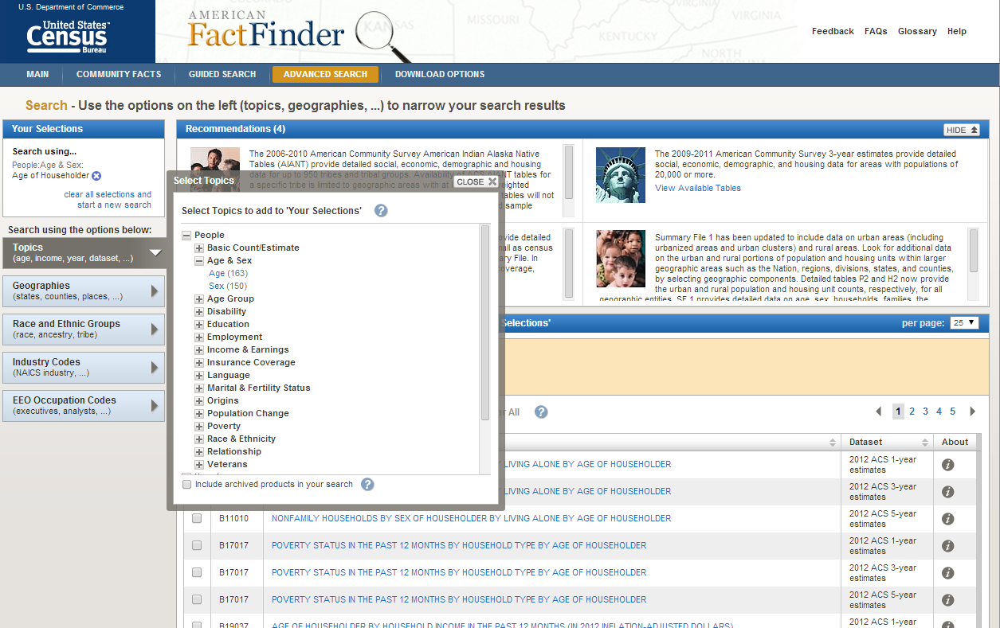 U.S. Department of Commerce
United States™
Census
Bureau
AMERICAN
FactFinder
KANSAS
MISSOURI
KENTUCKY
VIRGINIA
VIRGINIA
NORTH
CAROLINA
Feedback FAQs Glossary Help
MAIN COMMUNITY FACTS GUIDED SEARCH ADVANCED SEARCH DOWNLOAD OPTIONS
Search - Use the options on the left (topics, geographies, ...) to narrow your search results
Your Selections
Search using...
People:Age & Sex:
Age of Householder
clear all selections and
start a new search
Search using the options below:
Topics
(age, income, year, dataset, ...)
Geographies
(states, counties, places, ...)
Race and Ethnic Groups
(race, ancestry, tribe)
Industry Codes
(NAICS industry, ...)
EEO Occupation Codes
(executives, analysts, ...)
Recommendations (4)
HIDE
The 2006-2010 American Community Survey American Indian Alaska Native
Tables (AIANT) provide detailed social, economic, demographic and housing
data for up to 950 tribes and tribal groups. Availability of ACS AIANT tables for
a specific tribe is limited to geographic areas with at
eighted
tables will not
sample
The 2009-2011 American Community Survey 3-year estimates provide detailed
social, economic, demographic, and housing data for areas with populations of
20,000 or more.
View Available Tables
ovide detailed
all as census
ary File. In
coverage,
Summary File 1 has been updated to include data on urban areas (including
urbanized areas and urban clusters) and rural areas. Look for additional data
on the urban and rural portions of population and housing units within larger
geographic areas such as the Nation, regions, divisions, states, and counties,
by selecting geographic components. Detailed tables P2 and H2 now provide
the urban and rural population and housing unit counts, respectively, for all
geographic entities. SF 1 provides detailed data on age, sex, households, families, the
Select Topics
CLOSE
Select Topics to add to 'Your Selections' ?
People
Basic Count/Estimate
Age & Sex
Age (163)
Sex (150)
Age Group
Disability
Education
Employment
Income & Earnings
Insurance Coverage
Language
Marital & Fertility Status
Origins
Population Change
Poverty
Race & Ethnicity
Relationship
Veterans
Include archived products in your search ?
Selections'
per page: 25
All ?
1 2 3 4 5
Dataset About
LIVING ALONE BY AGE OF HOUSEHOLDER 2012 ACS 1-year
estimates
LIVING ALONE BY AGE OF HOUSEHOLDER 2012 ACS 3-year
estimates
B11010 NONFAMILY HOUSEHOLDS BY SEX OF HOUSEHOLDER BY LIVING ALONE BY AGE OF HOUSEHOLDER 2012 ACS 5-year
estimates
B17017 POVERTY STATUS IN THE PAST 12 MONTHS BY HOUSEHOLD TYPE BY AGE OF HOUSEHOLDER 2012 ACS 1-year
estimates
B17017 POVERTY STATUS IN THE PAST 12 MONTHS BY HOUSEHOLD TYPE BY AGE OF HOUSEHOLDER 2012 ACS 3-year
estimates
B17017 POVERTY STATUS IN THE PAST 12 MONTHS BY HOUSEHOLD TYPE BY AGE OF HOUSEHOLDER 2012 ACS 5-year
estimates
B19037 AGE OF HOUSEHOLDER BY HOUSEHOLD INCOME IN THE PAST 12 MONTHS (IN 2012 INFLATION-ADJUSTED DOLLARS) 2012 ACS 1-year